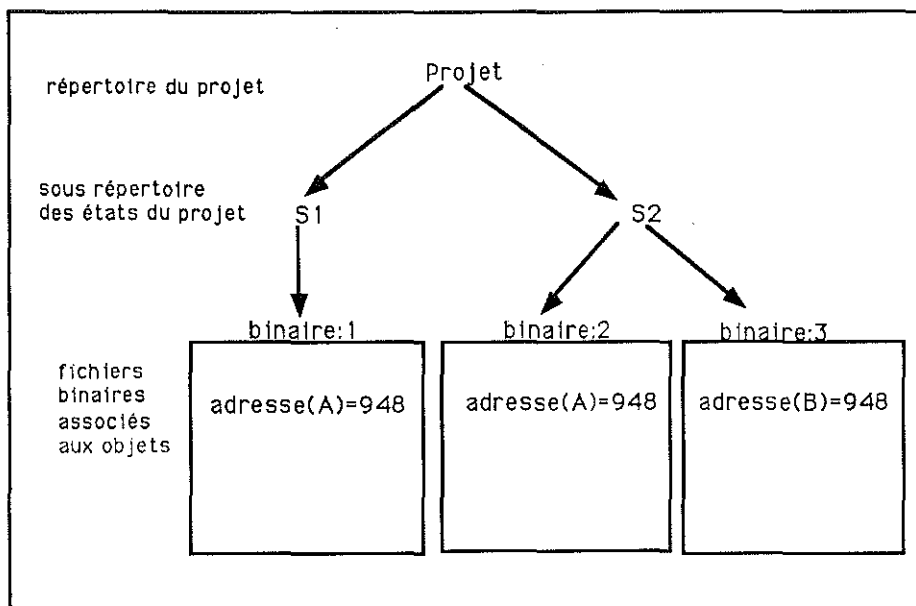 Projet
répertoire du projet
sous répertoire
des états du projet
S1
S2
binaire:1
binaire:2
binaire:3
fichiers
binaires
associés
aux objets
adresse(A)=948
adresse(A)=948
adresse(B)=948